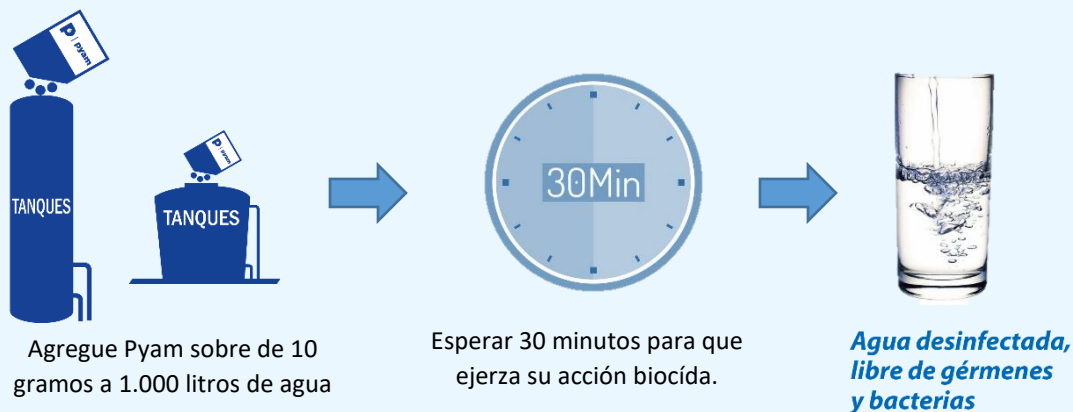 P | pyam
P | pyam
TANQUES
TANQUES
30Min
Agregue Pyam sobre de 10
gramos a 1.000 litros de agua
Esperar 30 minutos para que
ejerza su acción biocída.
Agua desinfectada,
libre de gérmenes
y bacterias